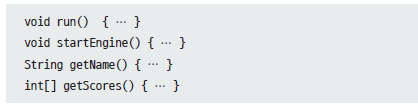 void run()  { ··· }
void startEngine() { ··· }
String getName() { ··· }
int[] getScores() { ··· }